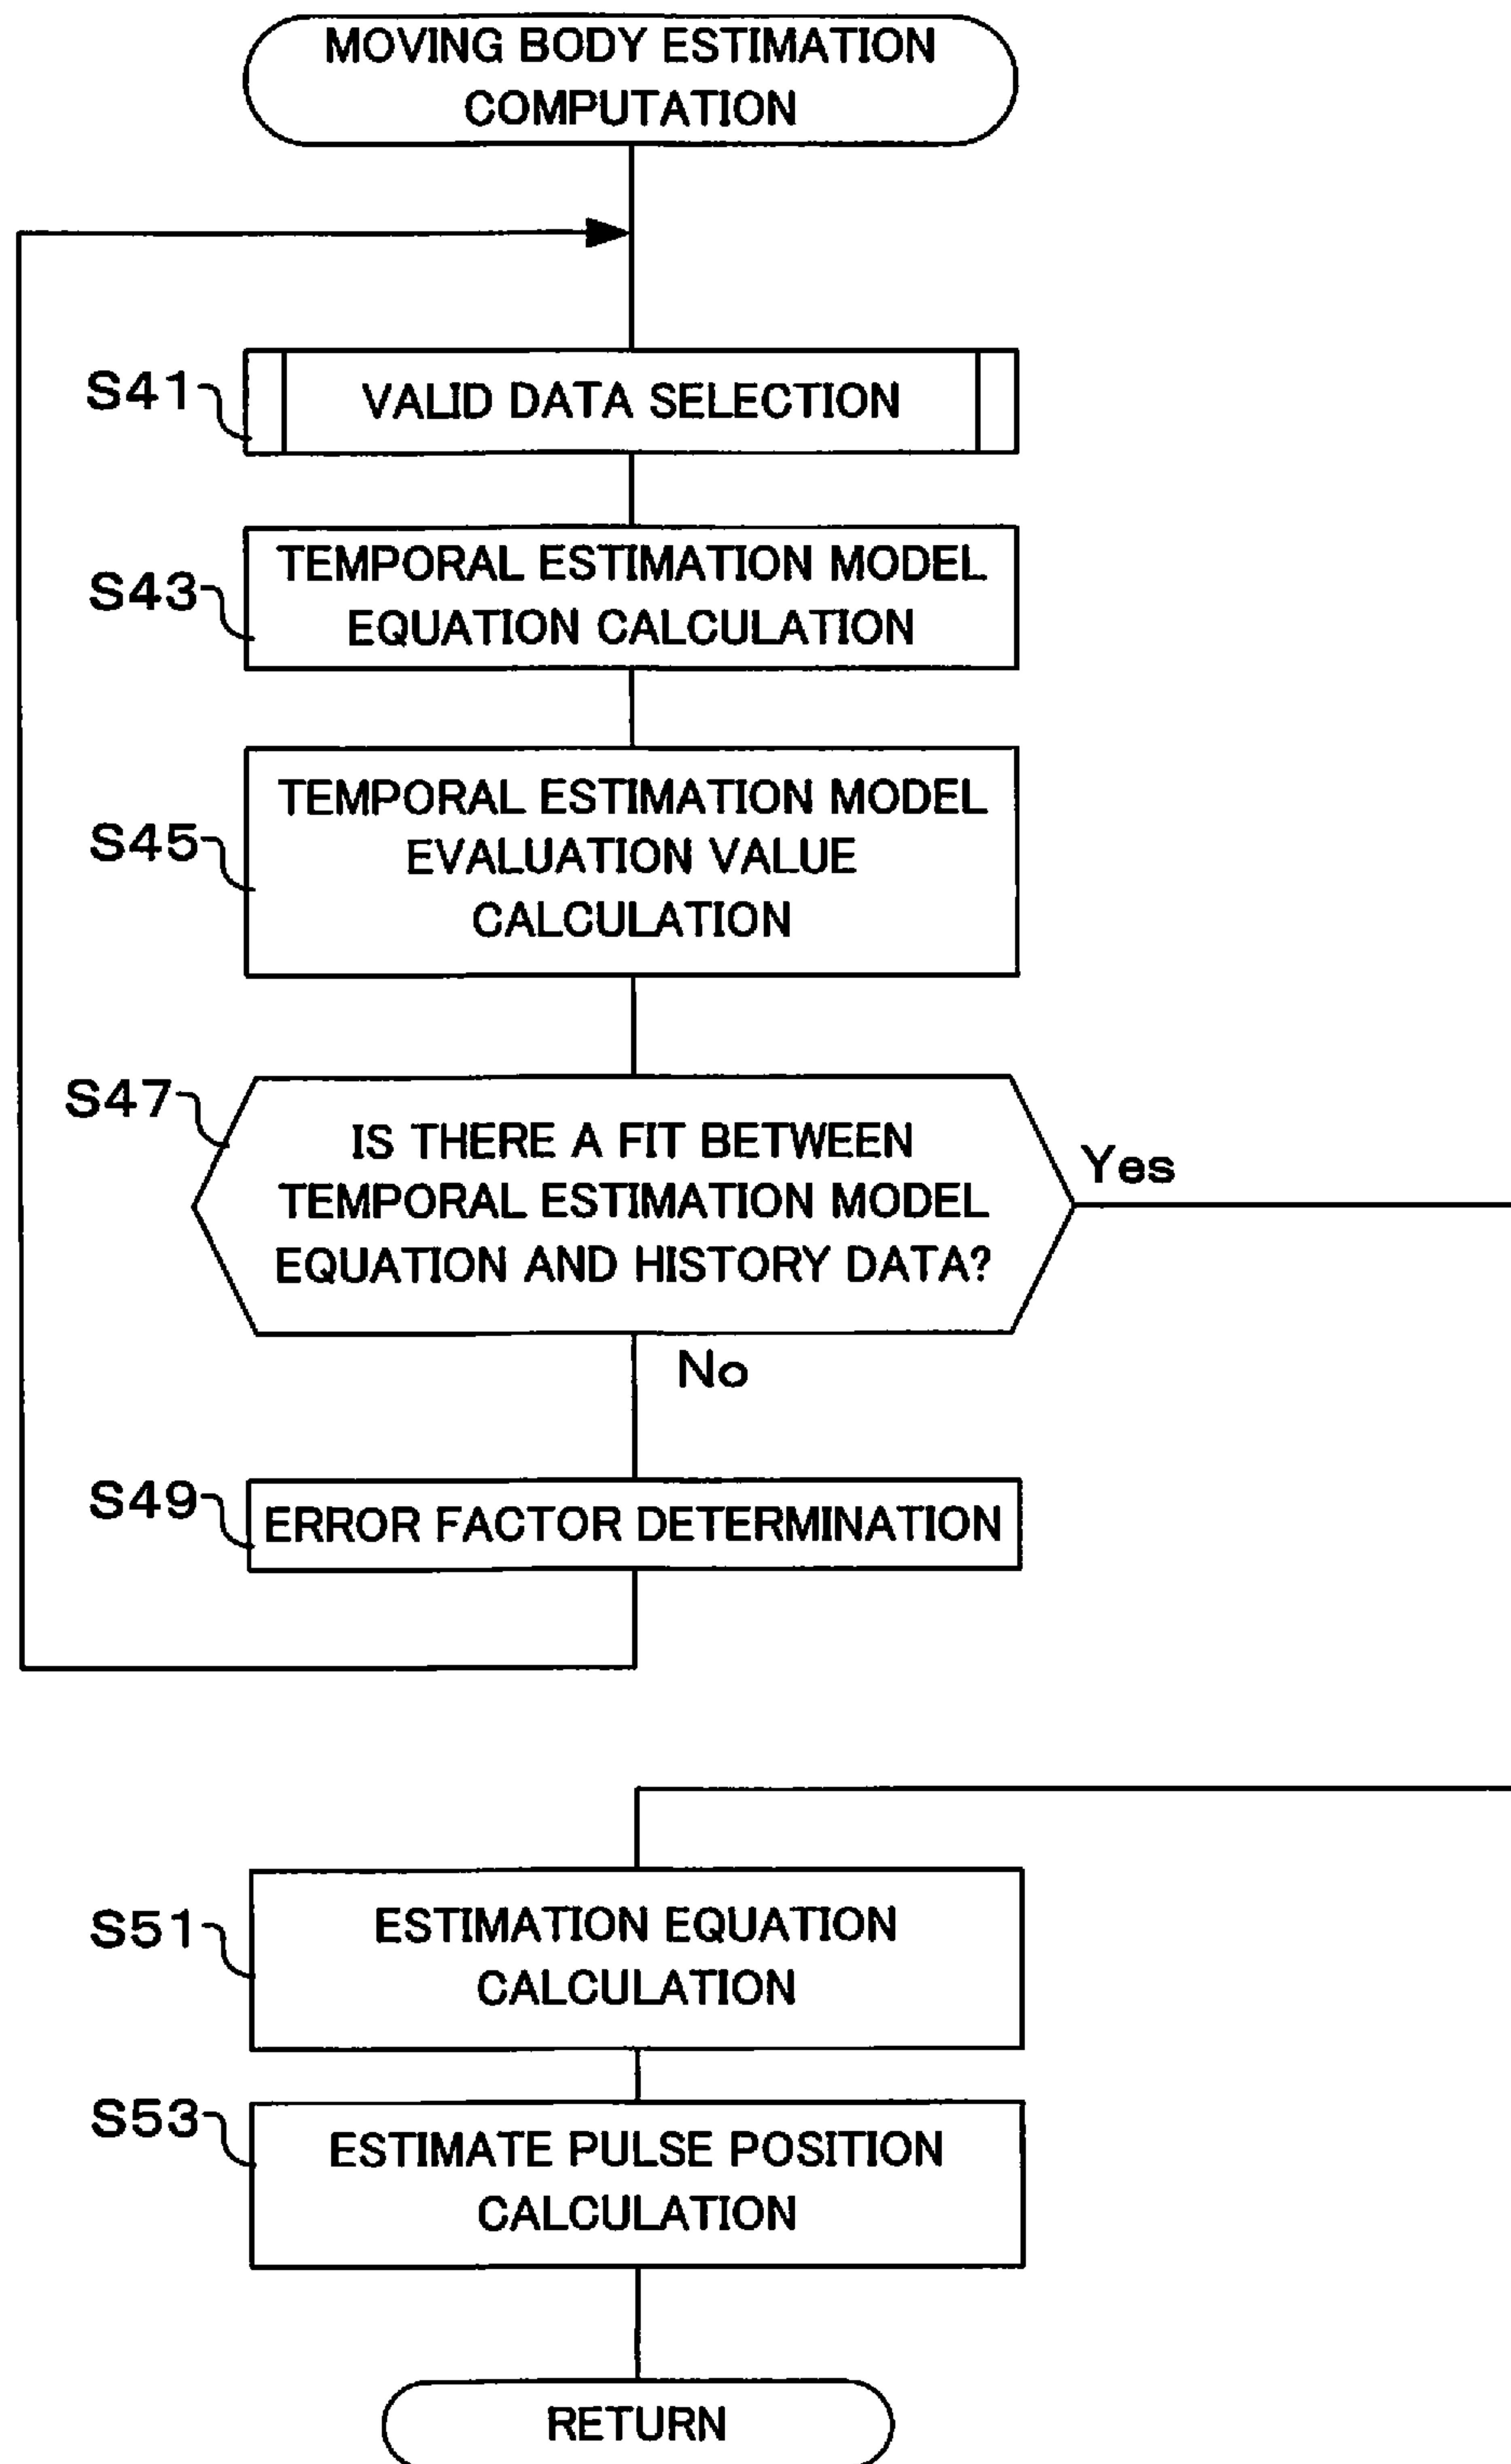 MOVING BODY ESTIMATION
COMPUTATION
S41
VALID DATA SELECTION
S43
TEMPORAL ESTIMATION MODEL
EQUATION CALCULATION
S45
TEMPORAL ESTIMATION MODEL
EVALUATION VALUE
CALCULATION
S47
IS THERE A FIT BETWEEN
TEMPORAL ESTIMATION MODEL
EQUATION AND HISTORY DATA?
Yes
No
S49
ERROR FACTOR DETERMINATION
S51
ESTIMATION EQUATION
CALCULATION
S53
ESTIMATE PULSE POSITION
CALCULATION
RETURN